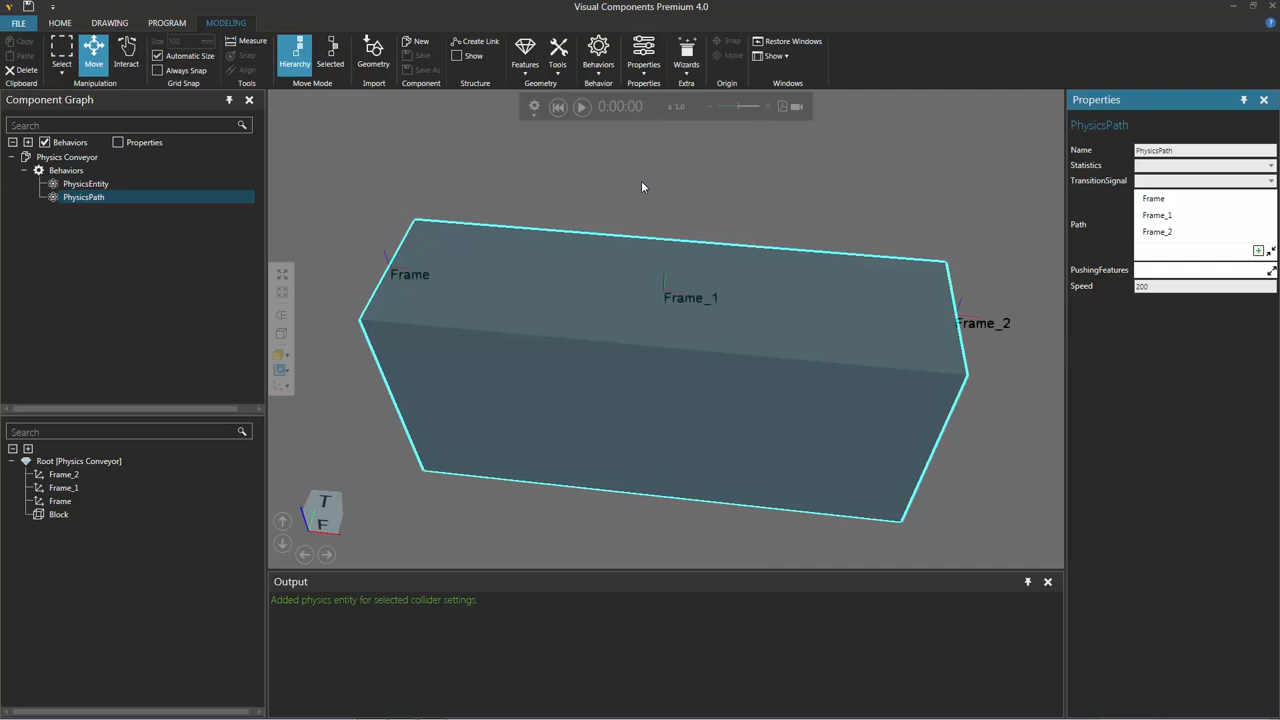 Visual Components Premium 4.0
FILE HOME DRAWING PROGRAM MODELING
Copy
Paste
Delete
Clipboard
Select Move Interact
Manipulation
Size 100 mm
Automatic Size
Always Snap
Grid Snap
Measure
Snap
Align
Tools
Hierarchy Selected
Move Mode
Geometry
Import
New
Save
Save As
Component
Create Link
Show
Structure
Features Tools
Geometry
Behaviors
Behavior
Properties
Properties
Wizards
Extra
Snap
Move
Origin
Restore Windows
Show
Windows
Component Graph
Search
Behaviors Properties
Physics Conveyor
Behaviors
PhysicsEntity
PhysicsPath
Search
Root [Physics Conveyor]
Frame_2
Frame_1
Frame
Block
0:00:00 x 1.0
Frame
Frame_1
Frame_2
T
F
Output
Added physics entity for selected collider settings.
Properties
PhysicsPath
Name PhysicsPath
Statistics
TransitionSignal
Path
Frame
Frame_1
Frame_2
PushingFeatures
Speed 200